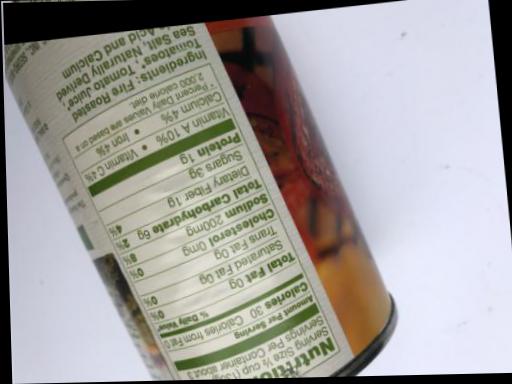 Nutrition
Serving Size ½ cup (130g)
Servings Per Container about 3
Amount Per Serving
Calories 30 Calories from Fat 0
% Daily Value*
Total Fat 0g 0%
Saturated Fat 0g 0%
Trans Fat 0g
Cholesterol 0mg 0%
Sodium 200mg 8%
Total Carbohydrate 6g 2%
Dietary Fiber 1g 4%
Sugars 3g
Protein 1g
Vitamin A 10% • Vitamin C 4%
Calcium 4% • Iron 4%
*Percent Daily Values are based on a
2,000 calorie diet.
Ingredients: Fire Roasted
Tomatoes*, Tomato Juice*,
Sea Salt, Naturally Derived
Acid and Calcium